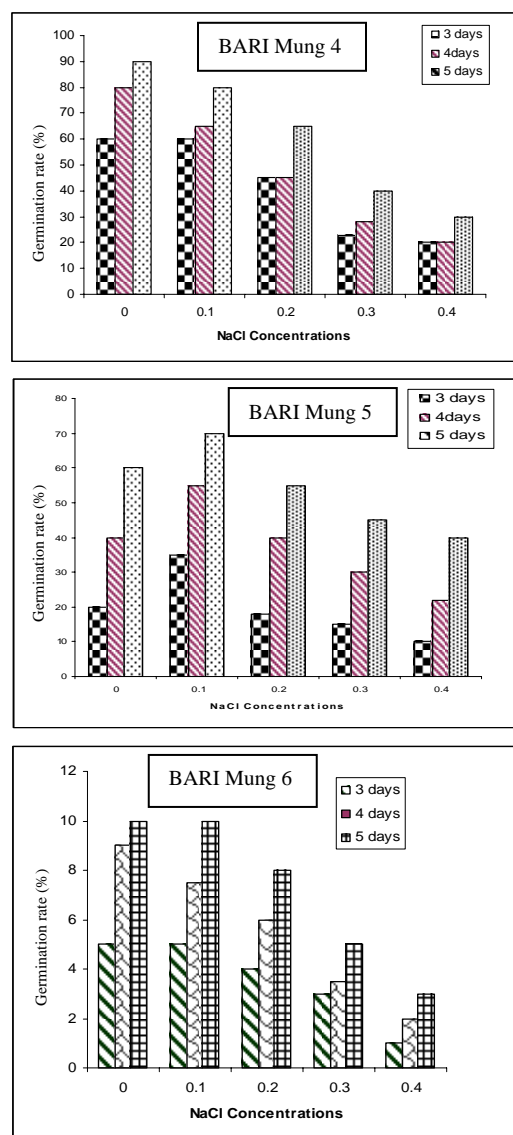 BARI Mung 4
3 days
4days
5 days
Germination rate (%)
100
90
80
70
60
50
40
30
20
10
0
0 0.1 0.2 0.3 0.4
NaCl Concentrations
BARI Mung 5
3 days
4days
5 days
Germination rate (%)
80
70
60
50
40
30
20
10
0
0 0.1 0.2 0.3 0.4
NaCl Concentrations
BARI Mung 6
3 days
4 days
5 days
Germination rate (%)
12
10
8
6
4
2
0
0 0.1 0.2 0.3 0.4
NaCl Concentrations